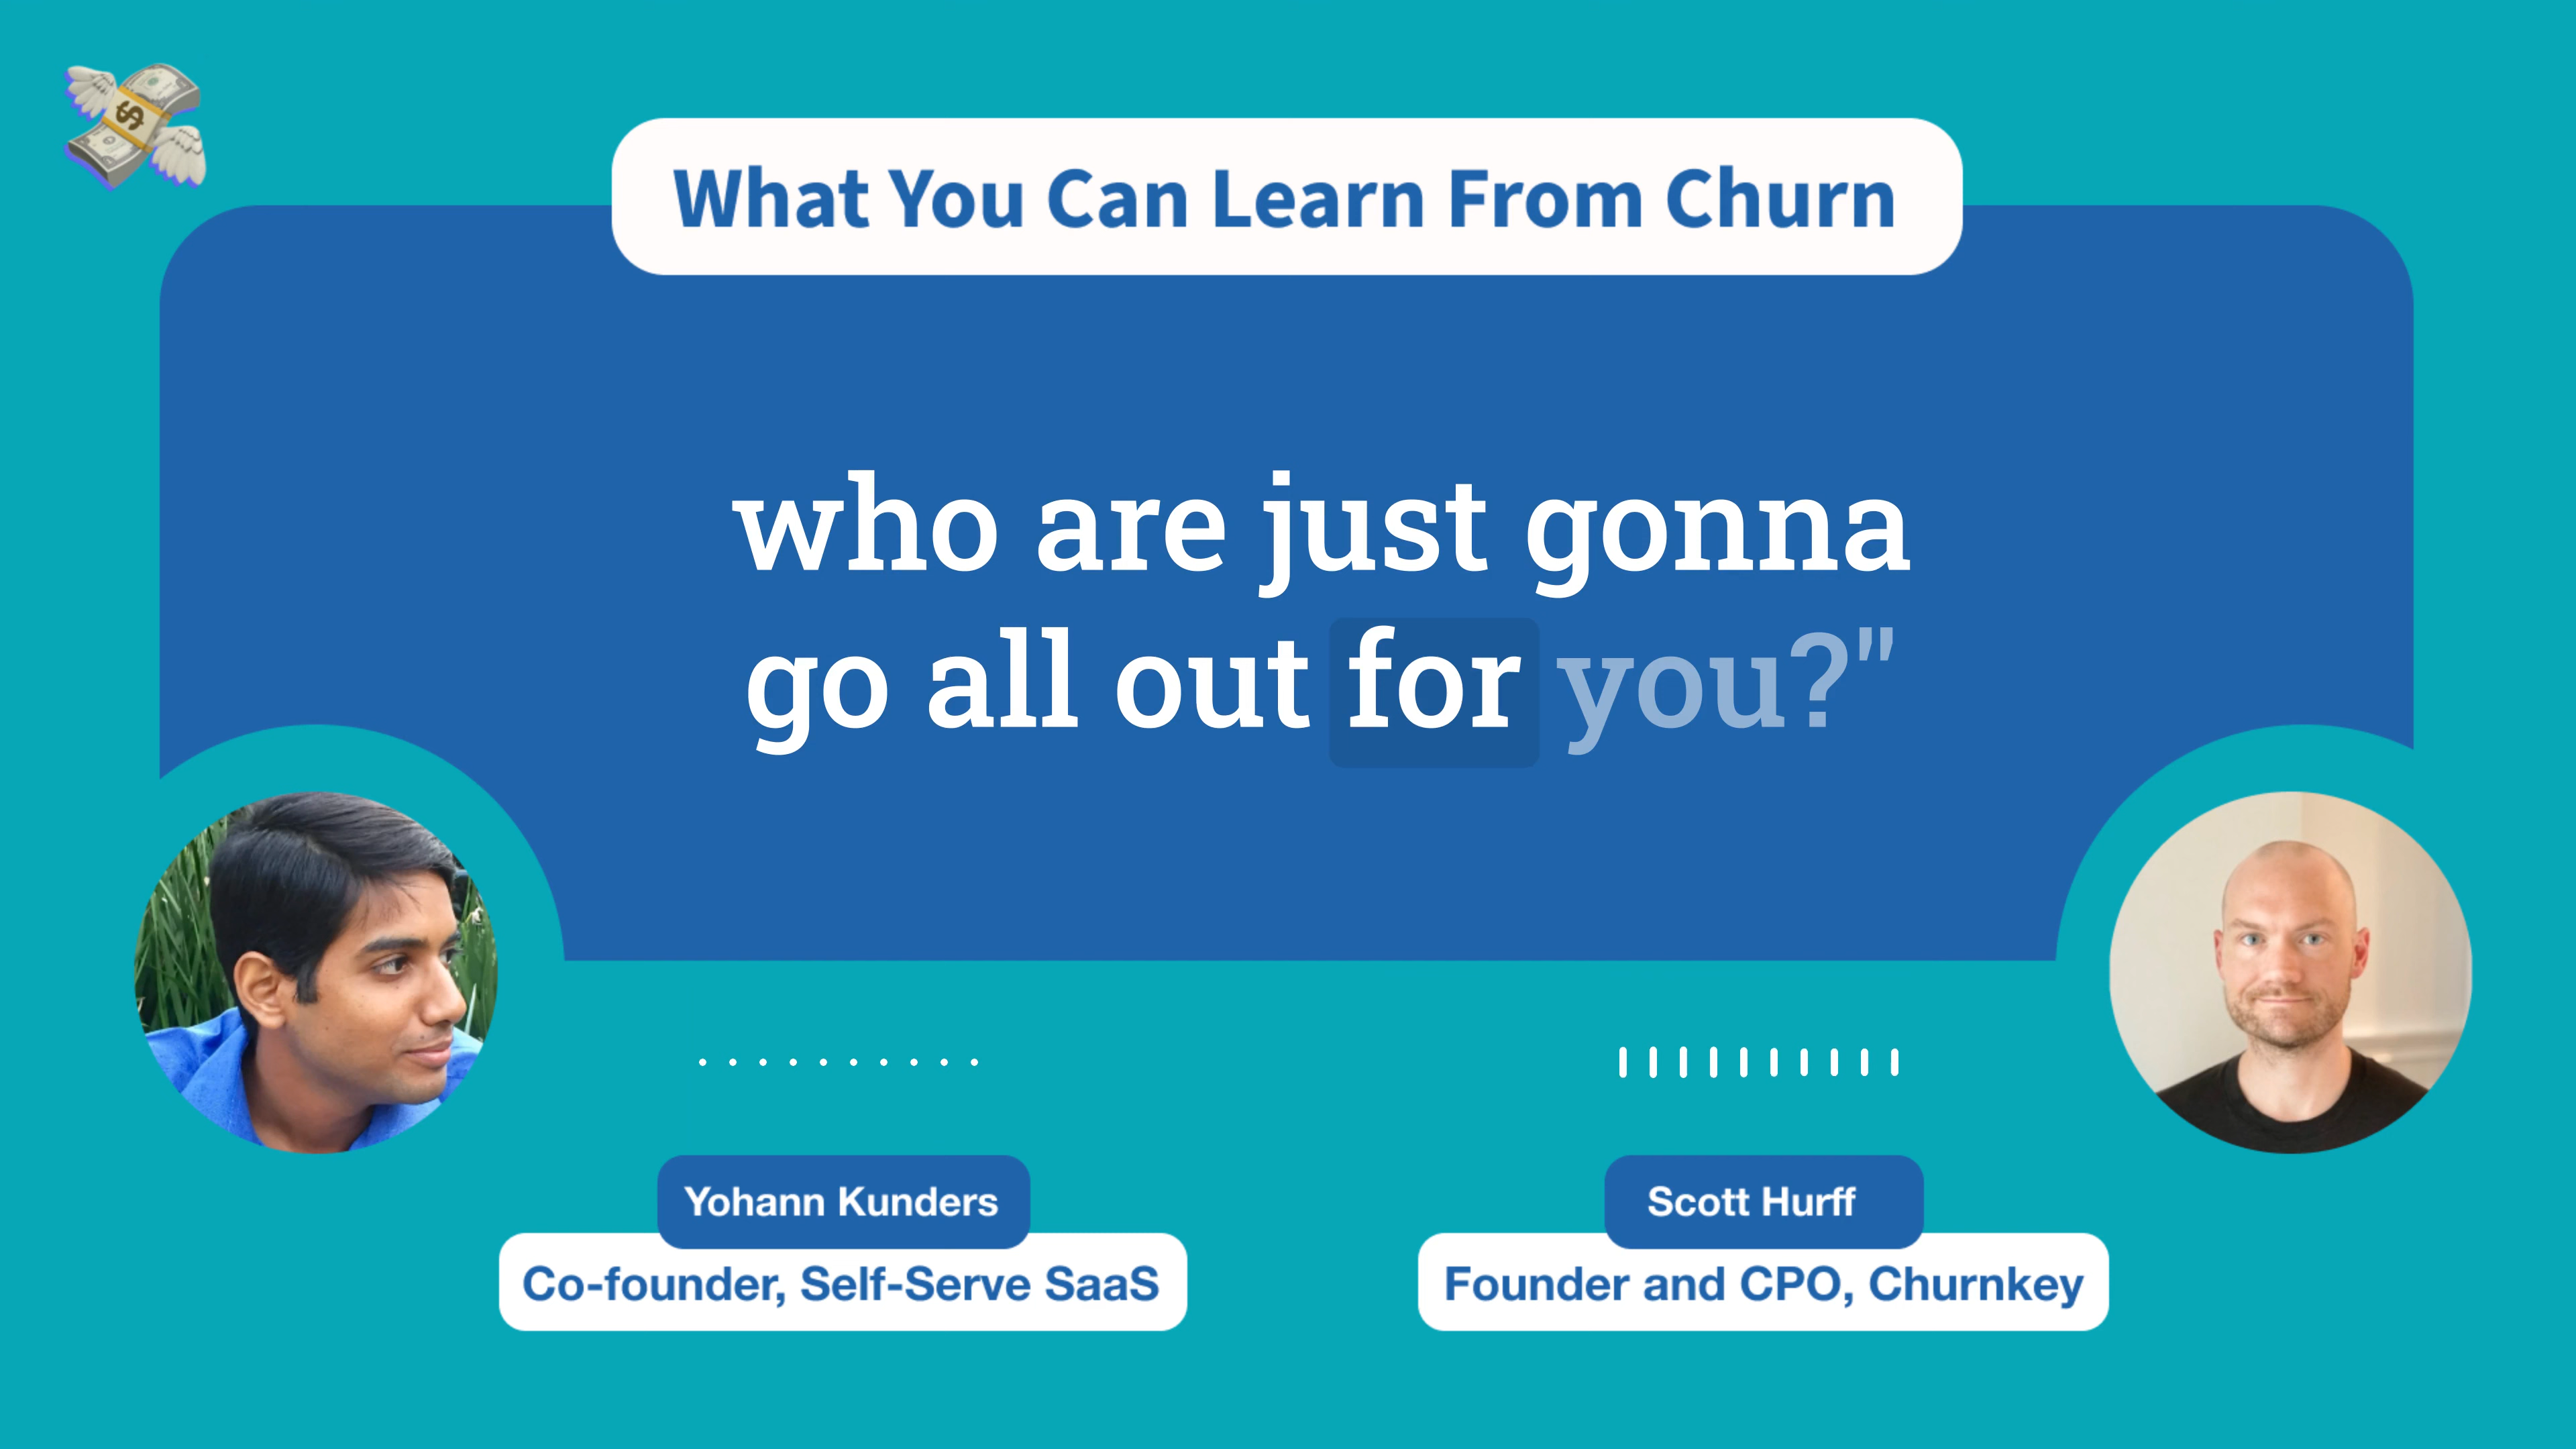 What You Can Learn From Churn
who are just gonna
go all out for you?"
Yohann Kunders
Co-founder, Self-Serve SaaS
Scott Hurff
Founder and CPO, Churnkey